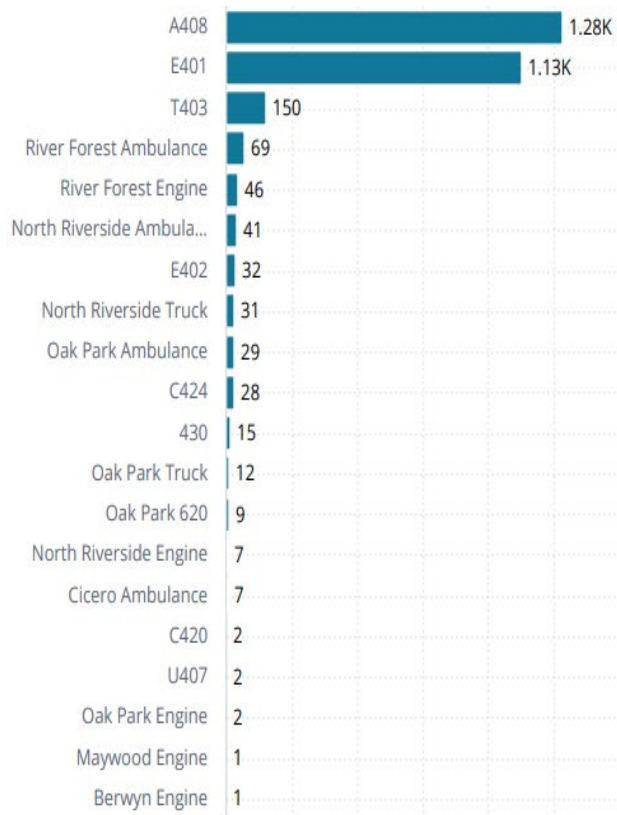 A408 1.28K
E401 1.13K
T403 150
River Forest Ambulance 69
River Forest Engine 46
North Riverside Ambula... 41
E402 32
North Riverside Truck 31
Oak Park Ambulance 29
C424 28
430 15
Oak Park Truck 12
Oak Park 620 9
North Riverside Engine 7
Cicero Ambulance 7
C420 2
U407 2
Oak Park Engine 2
Maywood Engine 1
Berwyn Engine 1